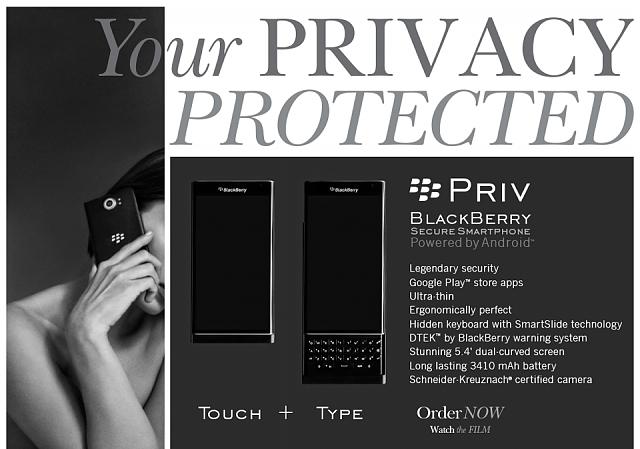 Your PRIVACY
PROTECTED
BlackBerry
BlackBerry
PRIV
BLACKBERRY
SECURE SMARTPHONE
Powered by Android™
Legendary security
Google Play™ store apps
Ultra-thin
Ergonomically perfect
Hidden keyboard with SmartSlide technology
DTEK™ by BlackBerry warning system
Stunning 5.4' dual-curved screen
Long lasting 3410 mAh battery
Schneider-Kreuznach® certified camera
TOUCH + TYPE
Order NOW
Watch the FILM